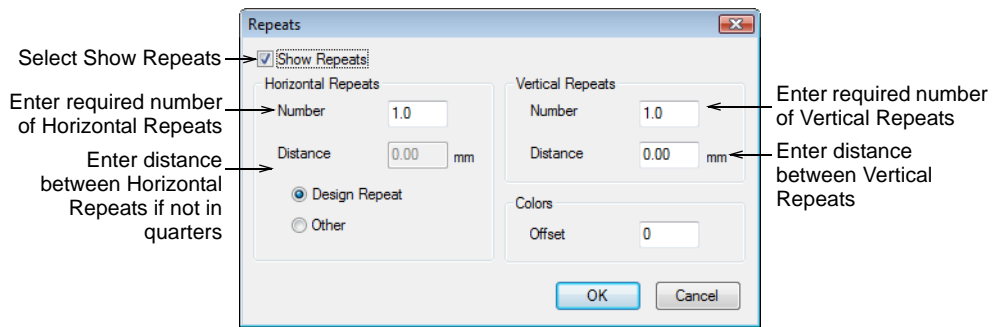 Repeats
Select Show Repeats
Show Repeats
Horizontal Repeats
Enter required number
of Horizontal Repeats
Number
1.0
Enter distance
between Horizontal
Repeats if not in
quarters
Distance
0.00
mm
Design Repeat
Other
Vertical Repeats
Number
1.0
Enter required number
of Vertical Repeats
Distance
0.00
mm
Enter distance
between Vertical
Repeats
Colors
Offset
0
OK
Cancel